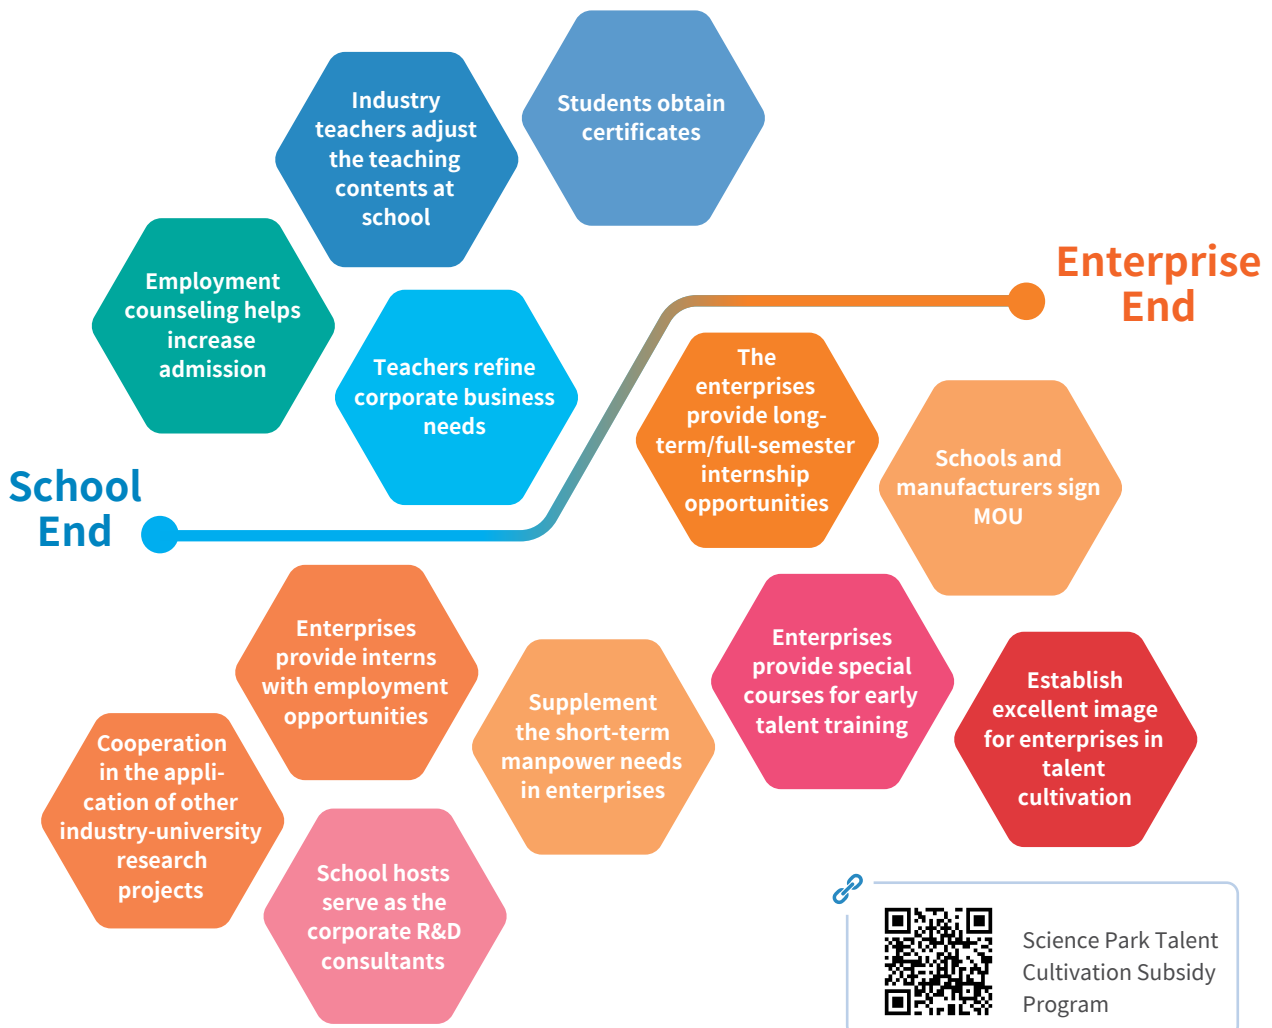 Students obtain
certificates
Industry
teachers adjust
the teaching
contents at
school
Employment
counseling helps
increase
admission
Teachers refine
corporate business
needs
School
End
Enterprise
End
The
enterprises
provide long-
term/full-semester
internship
opportunities
Schools and
manufacturers sign
MOU
Enterprises
provide interns
with employment
opportunities
Supplement
the short-term
manpower needs
in enterprises
Enterprises
provide special
courses for early
talent training
Establish
excellent image
for enterprises in
talent
cultivation
Cooperation
in the appli-
cation of other
industry-university
research
projects
School hosts
serve as the
corporate R&D
consultants
Science Park Talent
Cultivation Subsidy
Program